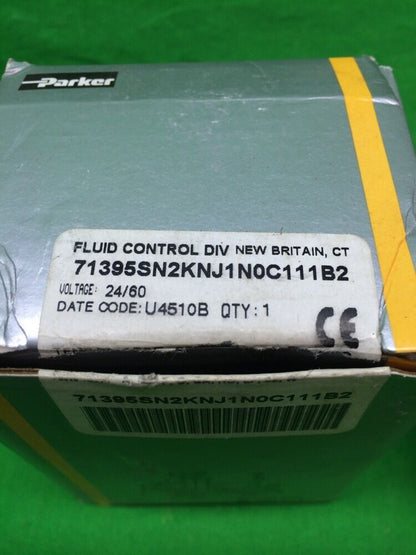 Parker
FLUID CONTROL DIV NEW BRITAIN, CT
71395SN2KNJ1N0C111B2
VOLTAGE: 24/60
DATE CODE: U4510B QTY: 1
CE
71395SN2KNJ1N0C111B2